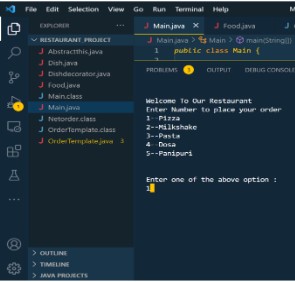 File Edit Selection View Go Run Terminal Help
EXPLORER ...
RESTAURANT_PROJECT
Abstractthis.java
Dish.java
Dishdecorator.java
Food.java
Main.class
Main.java
Netorder.class
OrderTemplate.class
OrderTemplate.java 3
OUTLINE
TIMELINE
JAVA PROJECTS
Main.java Food.java
Main.java > Main > main(String[])
1 public class Main {
PROBLEMS OUTPUT DEBUG CONSOLE
Welcome To Our Restaurant
Enter Number to place your order
1--Pizza
2--Milkshake
3--Pasta
4--Dosa
5--Panipuri
Enter one of the above option :
1